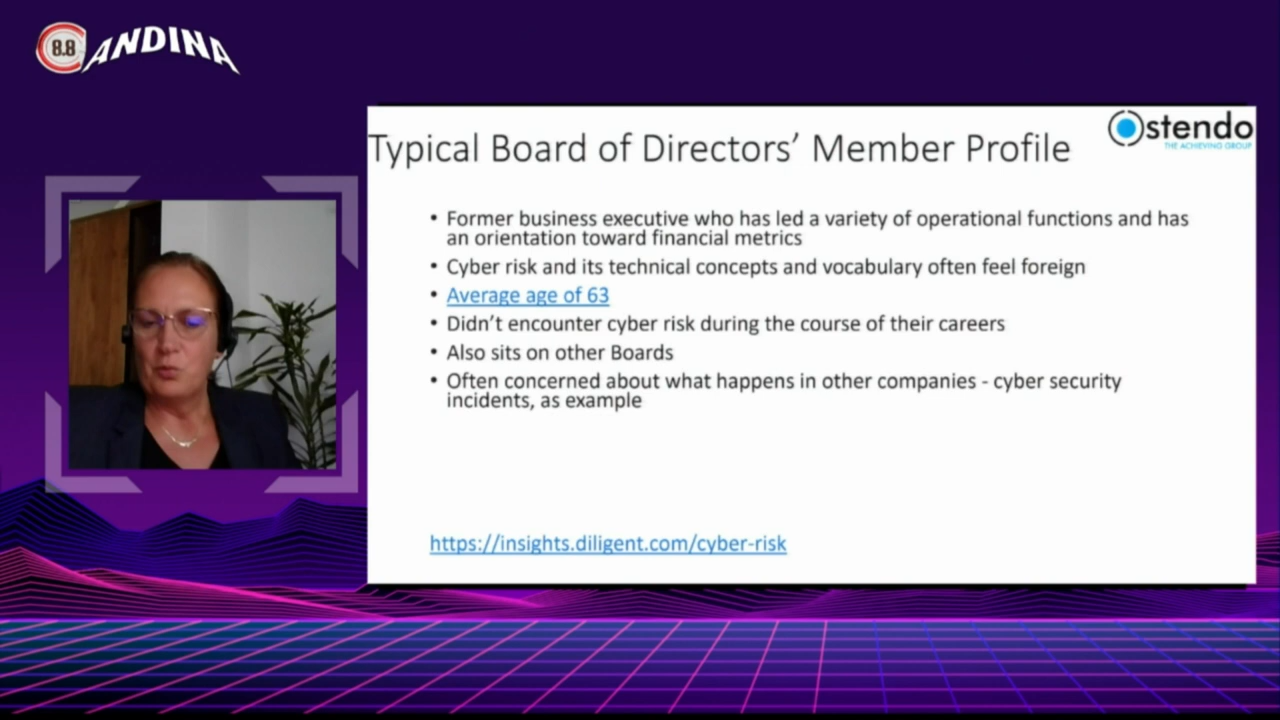 8.8 ANDINA
Ostendo
THE ACHIEVING GROUP
Typical Board of Directors’ Member Profile
• Former business executive who has led a variety of operational functions and has
an orientation toward financial metrics
• Cyber risk and its technical concepts and vocabulary often feel foreign
• Average age of 63
• Didn’t encounter cyber risk during the course of their careers
• Also sits on other Boards
• Often concerned about what happens in other companies - cyber security
incidents, as example
https://insights.diligent.com/cyber-risk